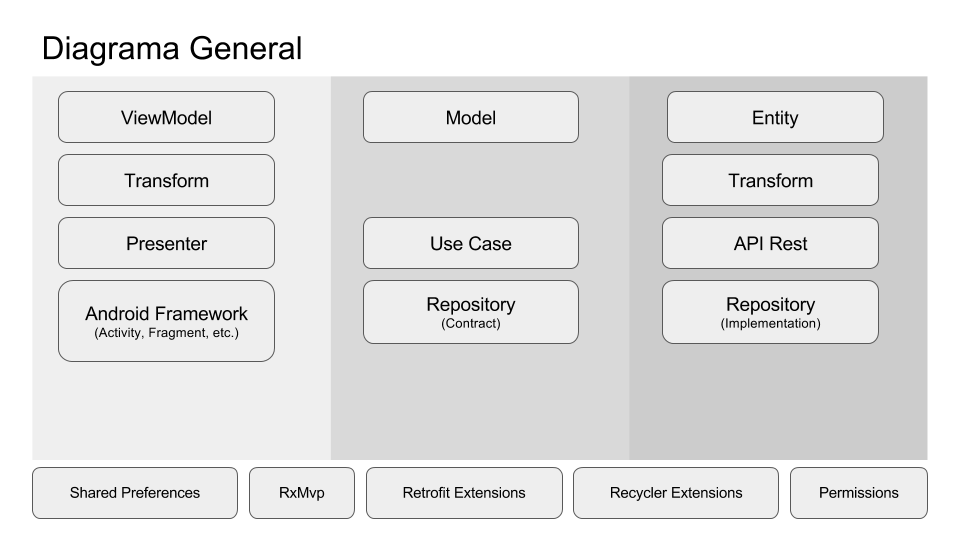 Diagrama General
ViewModel
Transform
Presenter
Android Framework
(Activity, Fragment, etc.)
Model
Use Case
Repository
(Contract)
Entity
Transform
API Rest
Repository
(Implementation)
Shared Preferences
RxMvp
Retrofit Extensions
Recycler Extensions
Permissions